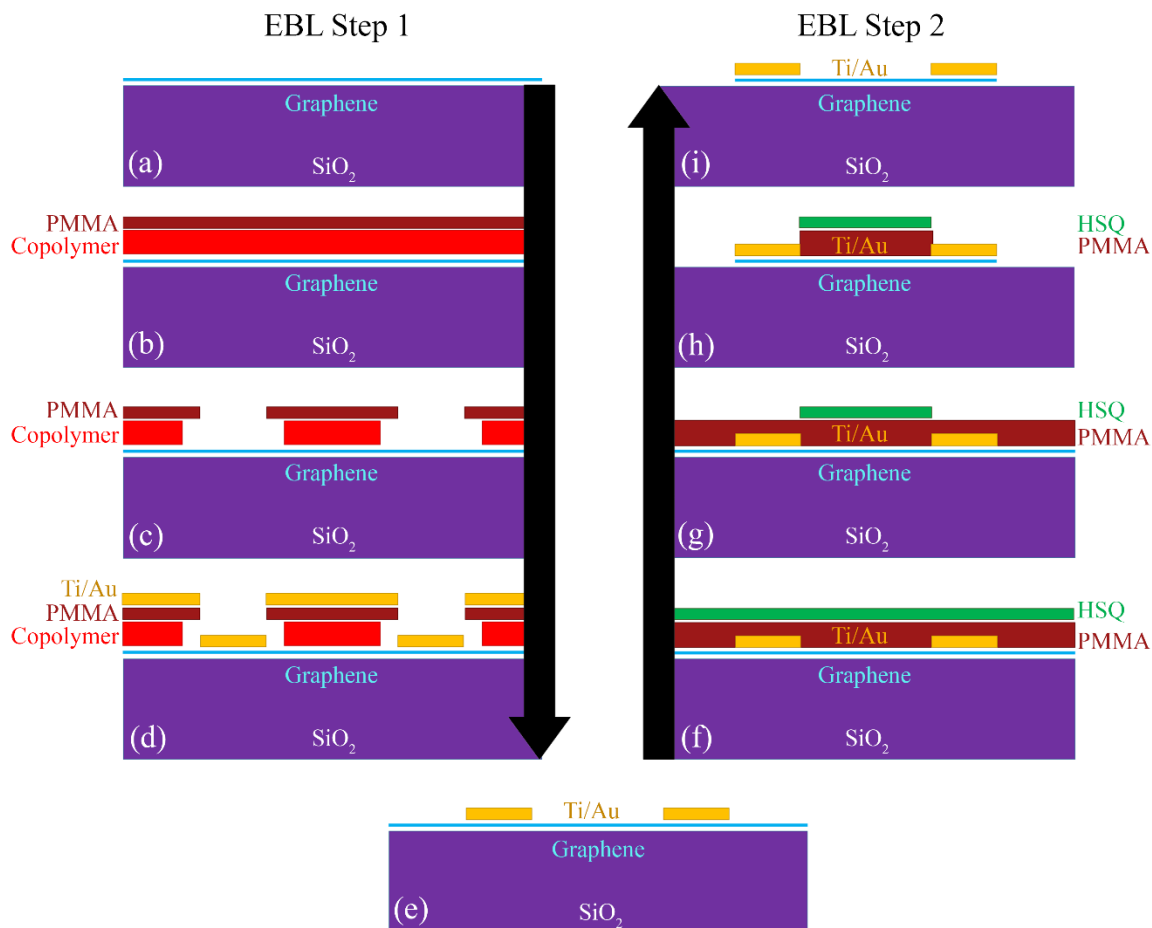 EBL Step 1
Graphene
SiO₂
(a)
PMMA
Copolymer
Graphene
SiO₂
(b)
PMMA
Copolymer
Graphene
SiO₂
(c)
Ti/Au
PMMA
Copolymer
Graphene
SiO₂
(d)
Ti/Au
Graphene
SiO₂
(e)
EBL Step 2
Ti/Au
Graphene
SiO₂
(i)
HSQ
Ti/Au PMMA
Graphene
SiO₂
(h)
HSQ
Ti/Au PMMA
Graphene
SiO₂
(g)
HSQ
Ti/Au PMMA
Graphene
SiO₂
(f)